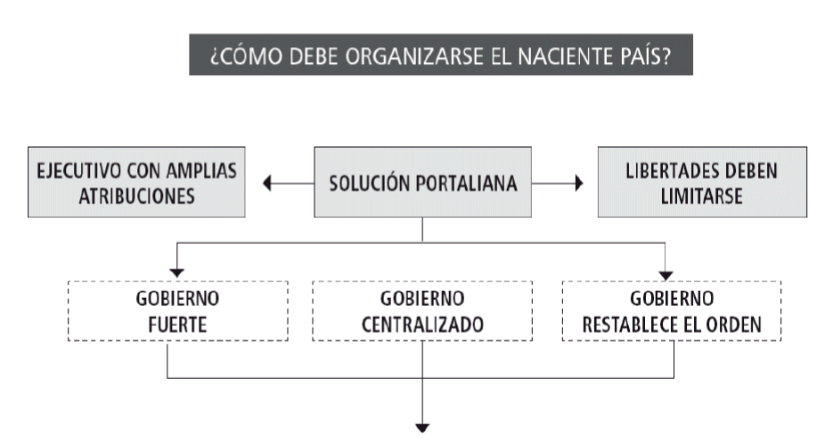 ¿CÓMO DEBE ORGANIZARSE EL NACIENTE PAÍS?
EJECUTIVO CON AMPLIAS
ATRIBUCIONES
SOLUCIÓN PORTALIANA
LIBERTADES DEBEN
LIMITARSE
GOBIERNO
FUERTE
GOBIERNO
CENTRALIZADO
GOBIERNO
RESTABLECE EL ORDEN